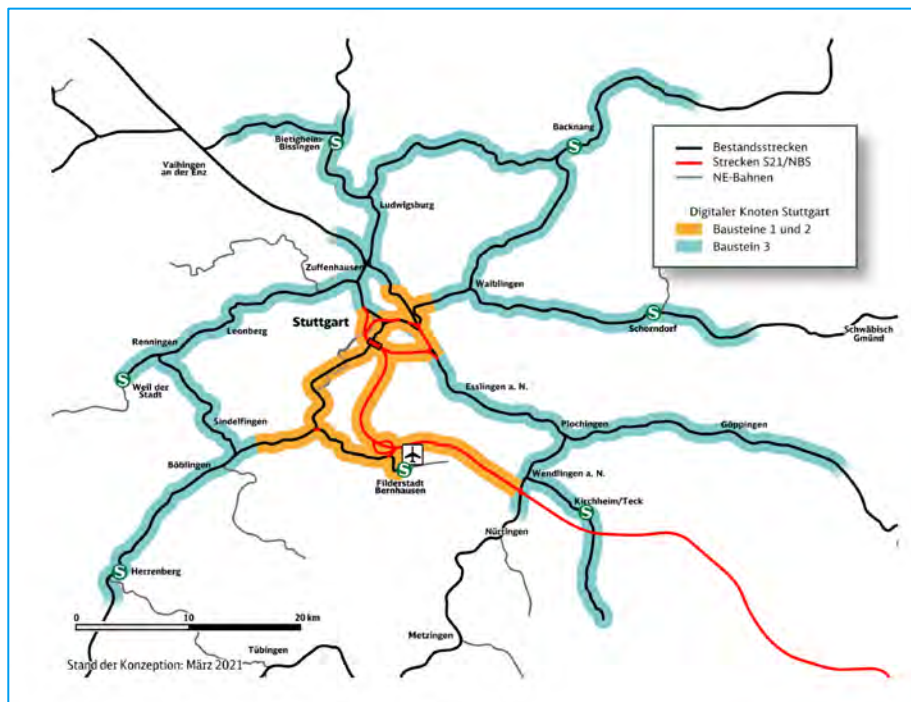 Backnang
Bietigheim-
Bissingen
Vaihingen
an der Enz
Ludwigsburg
Bestandsstrecken
Strecken S21/NBS
NE-Bahnen
Digitaler Knoten Stuttgart
Bausteine 1 und 2
Baustein 3
Zuffenhausen
Waiblingen
Stuttgart
Schorndorf
Schwäbisch
Gmünd
Leonberg
Renningen
Weil der
Stadt
Esslingen a. N.
Sindelfingen
Plochingen
Göppingen
Böblingen
Wendlingen a. N.
Filderstadt
Bernhausen
Kirchheim/Teck
Nürtingen
Herrenberg
0 10 20 km
Metzingen
Tübingen
Stand der Konzeption: März 2021
S
S
S
S
S
S
S